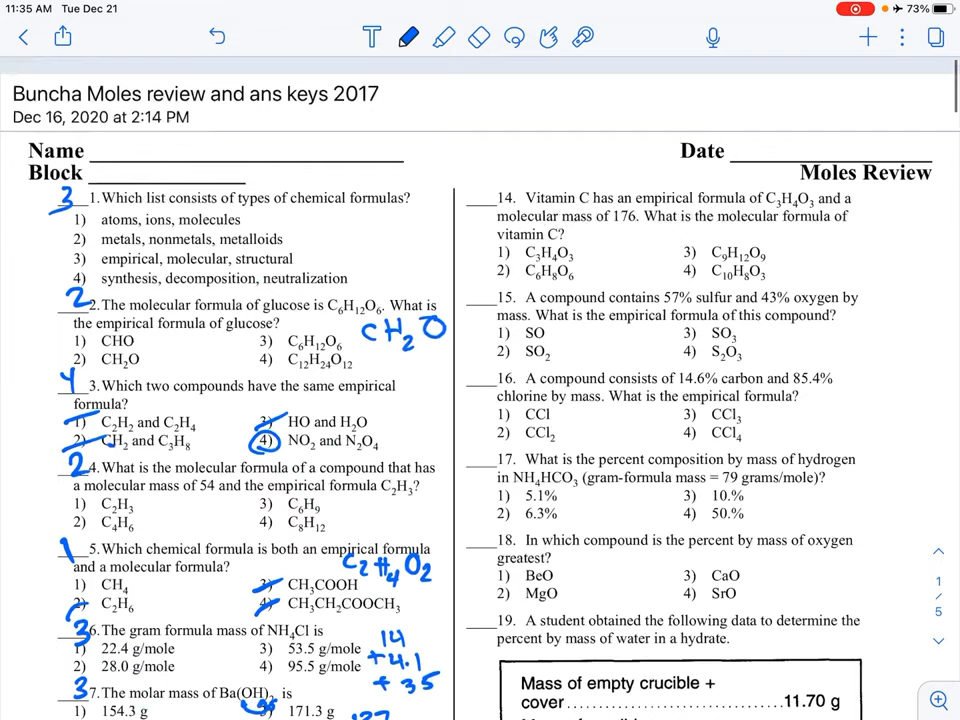 11:35 AM Tue Dec 21
73%
T
Buncha Moles review and ans keys 2017
Dec 16, 2020 at 2:14 PM
Name
Date
Block
Moles Review
3 1. Which list consists of types of chemical formulas?
1) atoms, ions, molecules
2) metals, nonmetals, metalloids
3) empirical, molecular, structural
4) synthesis, decomposition, neutralization
2 2. The molecular formula of glucose is C₆H₁₂O₆. What is
the empirical formula of glucose?
CH₂O
1) CHO 3) C₆H₁₂O₆
2) CH₂O 4) C₁₂H₂₄O₁₂
4 3. Which two compounds have the same empirical
formula?
1) C₂H₂ and C₂H₄ 3) HO and H₂O
2) CH₂ and C₃H₈ 4) NO₂ and N₂O₄
2 4. What is the molecular formula of a compound that has
a molecular mass of 54 and the empirical formula C₂H₃?
1) C₂H₃ 3) C₆H₉
2) C₄H₆ 4) C₈H₁₂
1 5. Which chemical formula is both an empirical formula
and a molecular formula?
C₂H₄O₂
1) CH₄ 3) CH₃COOH
2) C₂H₆ 4) CH₃CH₂COOCH₃
3 6. The gram formula mass of NH₄Cl is
1) 22.4 g/mole 3) 53.5 g/mole
2) 28.0 g/mole 4) 95.5 g/mole
14
+4.1
+35
3 7. The molar mass of Ba(OH)₂ is
1) 154.3 g 3) 171.3 g
137
14. Vitamin C has an empirical formula of C₃H₄O₃ and a
molecular mass of 176. What is the molecular formula of
vitamin C?
1) C₃H₄O₃ 3) C₉H₁₂O₉
2) C₆H₈O₆ 4) C₁₀H₈O₃
15. A compound contains 57% sulfur and 43% oxygen by
mass. What is the empirical formula of this compound?
1) SO 3) SO₃
2) SO₂ 4) S₂O₃
16. A compound consists of 14.6% carbon and 85.4%
chlorine by mass. What is the empirical formula?
1) CCl 3) CCl₃
2) CCl₂ 4) CCl₄
17. What is the percent composition by mass of hydrogen
in NH₄HCO₃ (gram-formula mass = 79 grams/mole)?
1) 5.1% 3) 10.%
2) 6.3% 4) 50.%
18. In which compound is the percent by mass of oxygen
greatest?
1) BeO 3) CaO
2) MgO 4) SrO
19. A student obtained the following data to determine the
percent by mass of water in a hydrate.
Mass of empty crucible +
cover 11.70 g
1
/
5